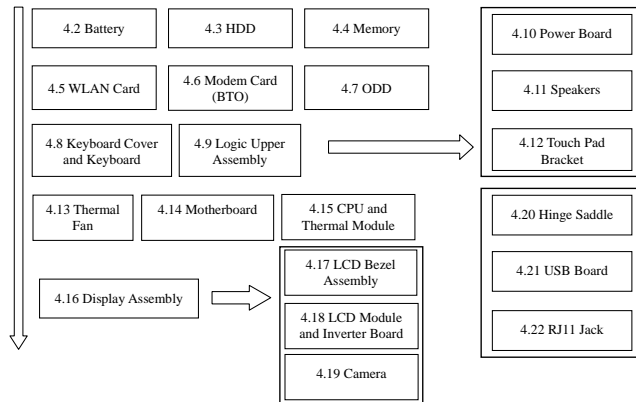 4.2 Battery
4.3 HDD
4.4 Memory
4.5 WLAN Card
4.6 Modem Card
(BTO)
4.7 ODD
4.8 Keyboard Cover
and Keyboard
4.9 Logic Upper
Assembly
4.10 Power Board
4.11 Speakers
4.12 Touch Pad
Bracket
4.13 Thermal
Fan
4.14 Motherboard
4.15 CPU and
Thermal Module
4.16 Display Assembly
4.17 LCD Bezel
Assembly
4.18 LCD Module
and Inverter Board
4.19 Camera
4.20 Hinge Saddle
4.21 USB Board
4.22 RJ11 Jack